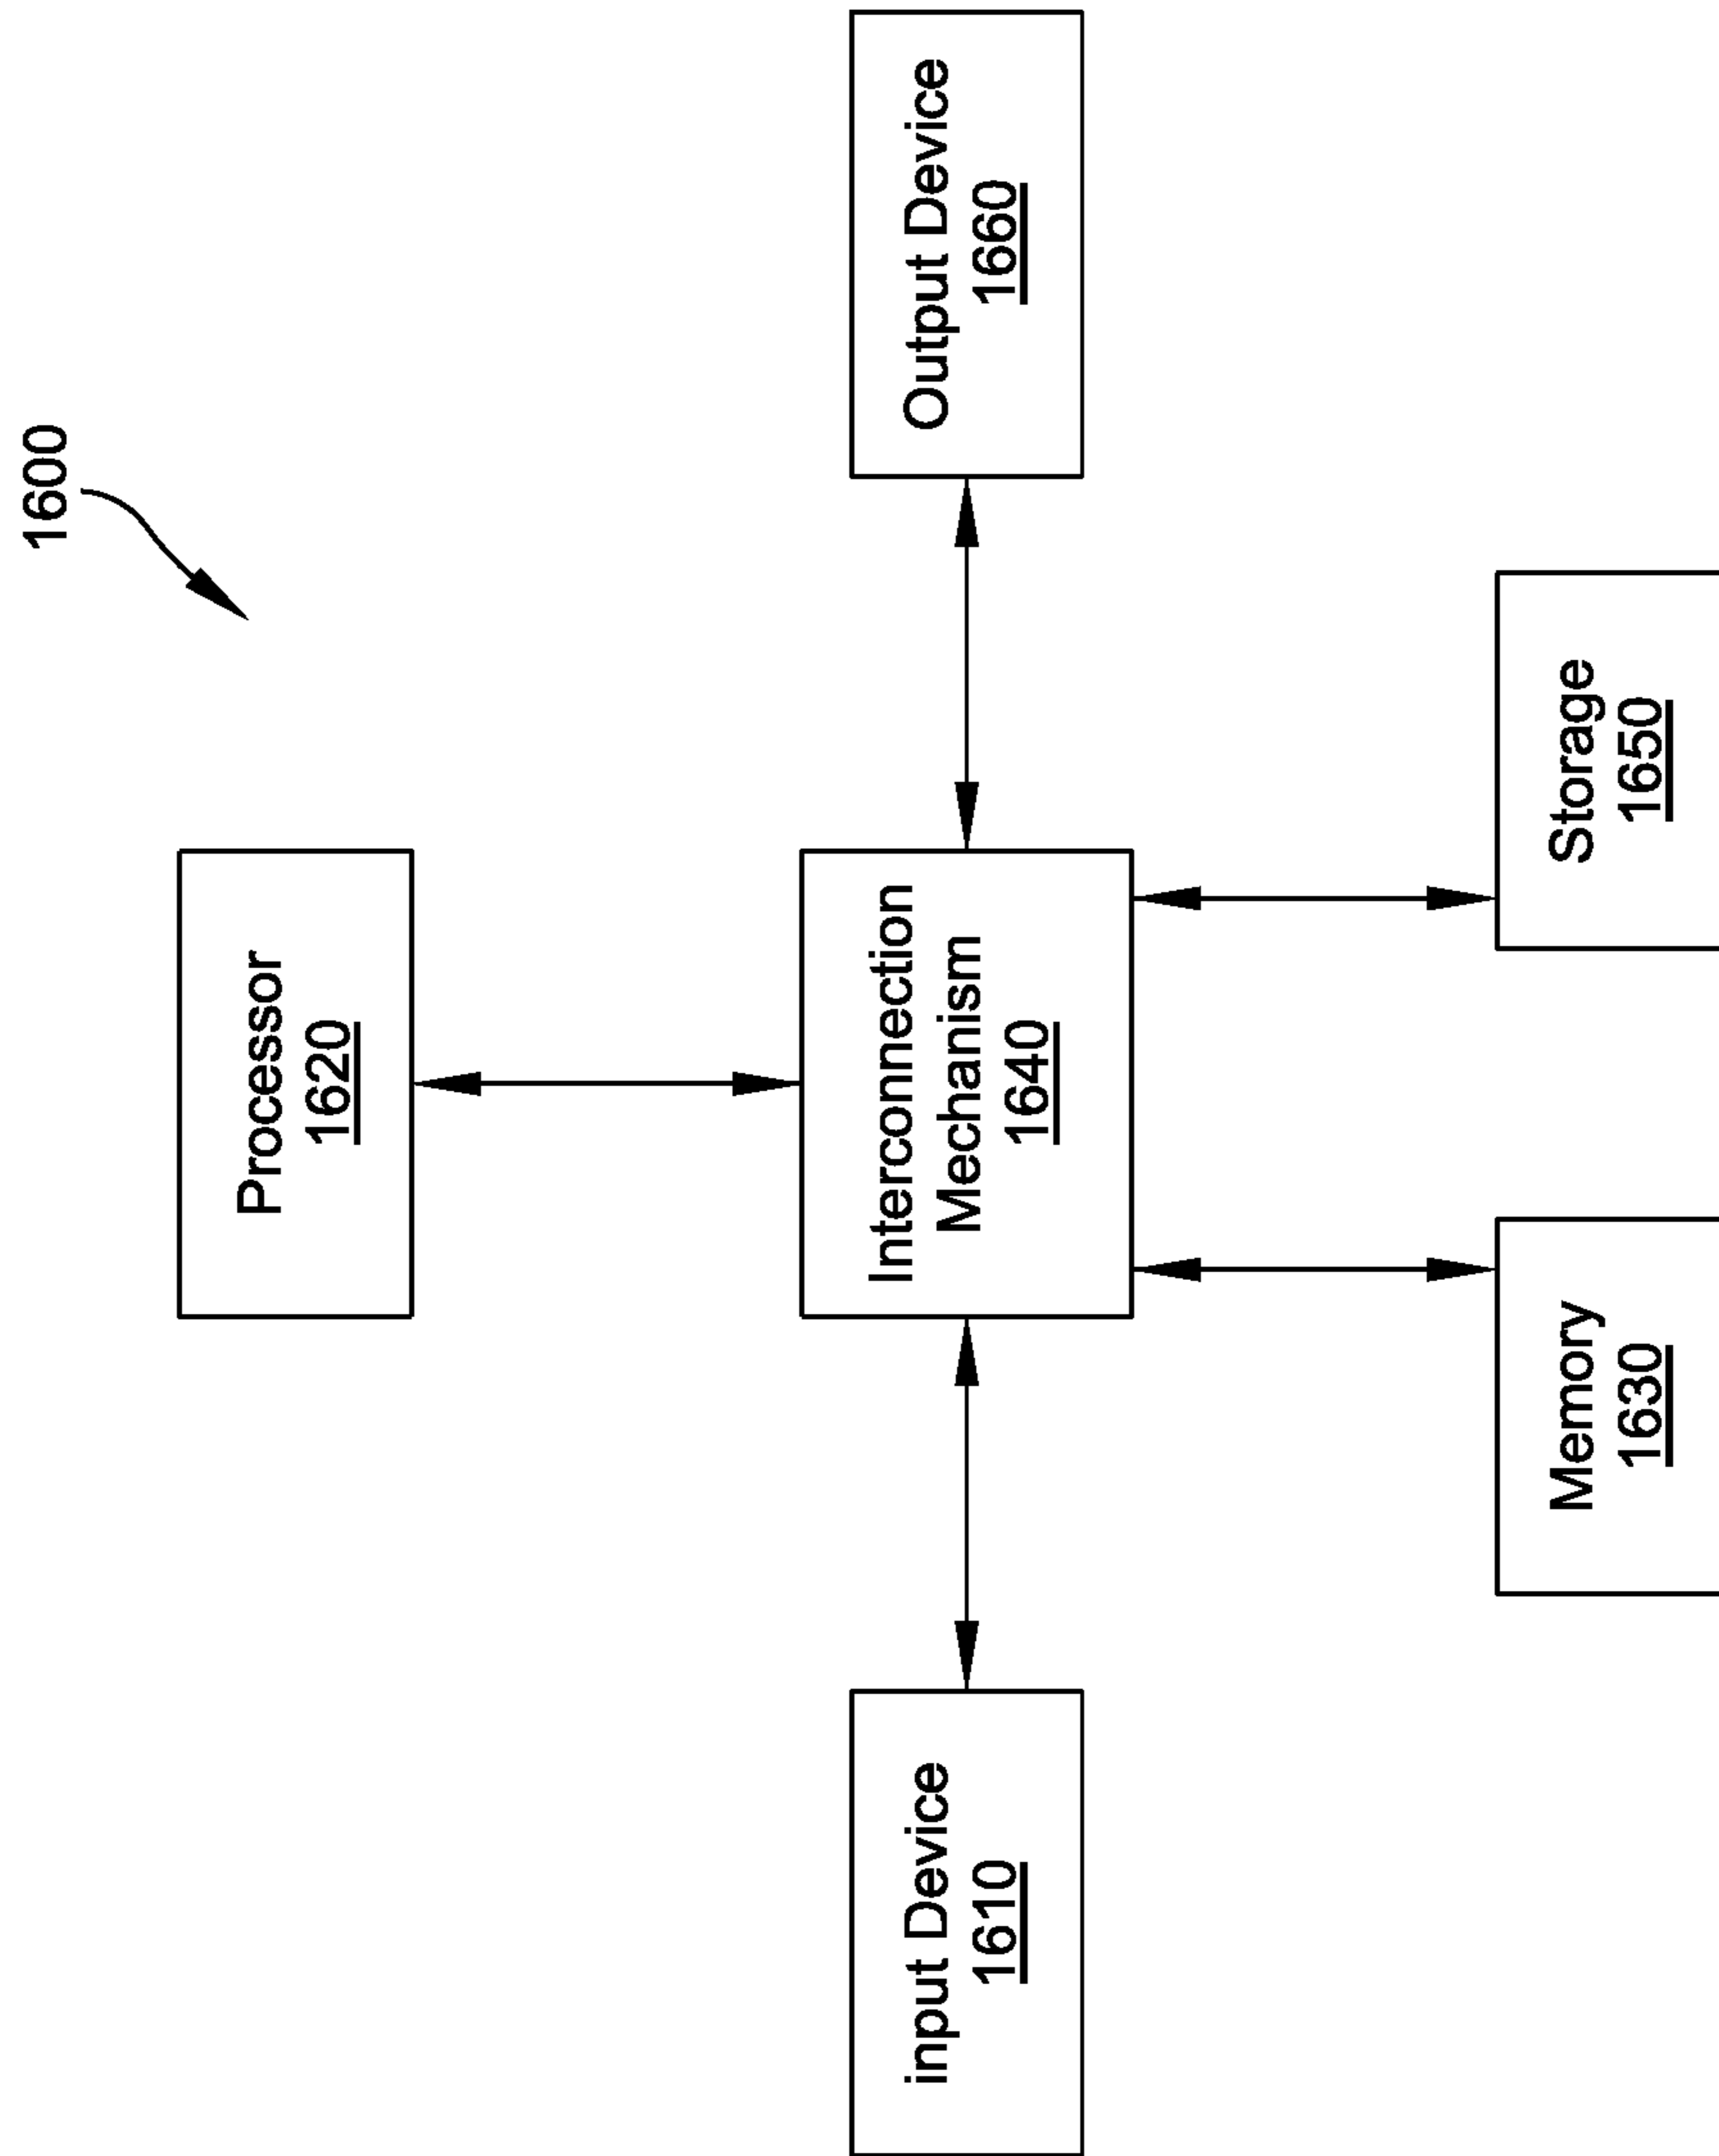 1600
Processor
1620
input Device
1610
Interconnection
Mechanism
1640
Output Device
1660
Memory
1630
Storage
1650